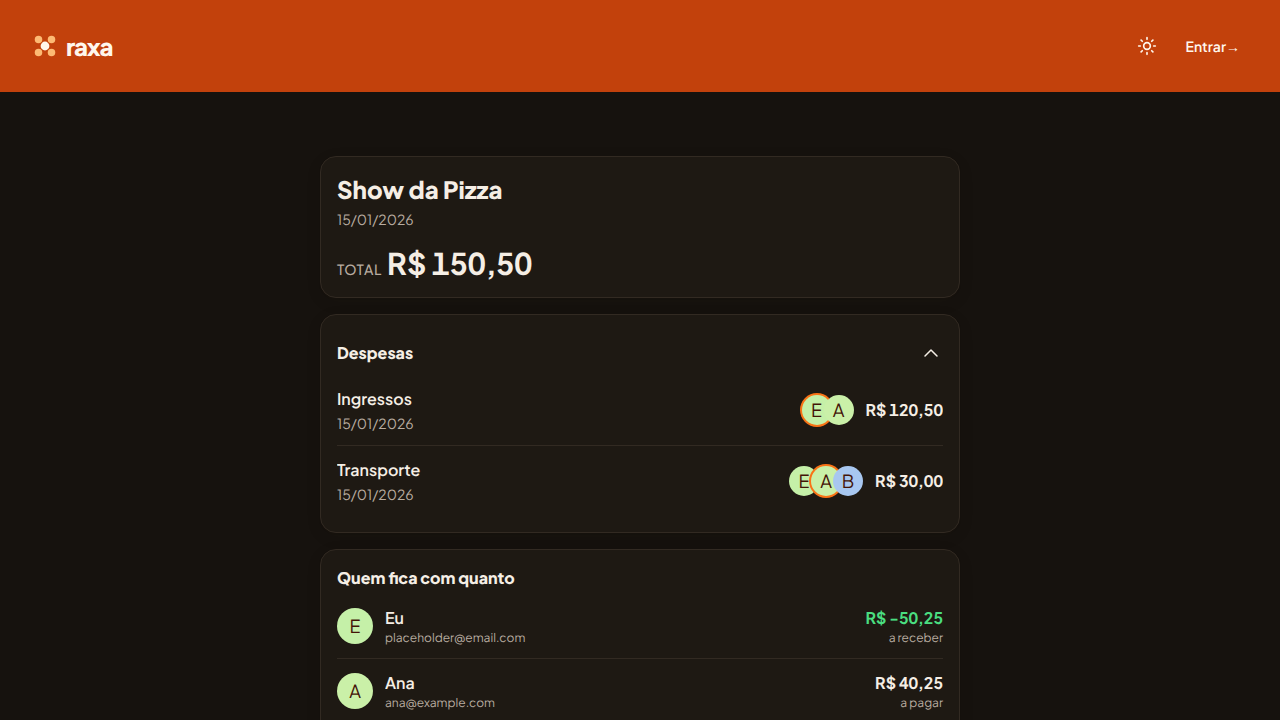 raxa
Entrar→
Show da Pizza
15/01/2026
TOTAL R$ 150,50
Despesas
Ingressos
15/01/2026
E A R$ 120,50
Transporte
15/01/2026
E A B R$ 30,00
Quem fica com quanto
E
Eu
placeholder@email.com
R$ -50,25
a receber
A
Ana
ana@example.com
R$ 40,25
a pagar